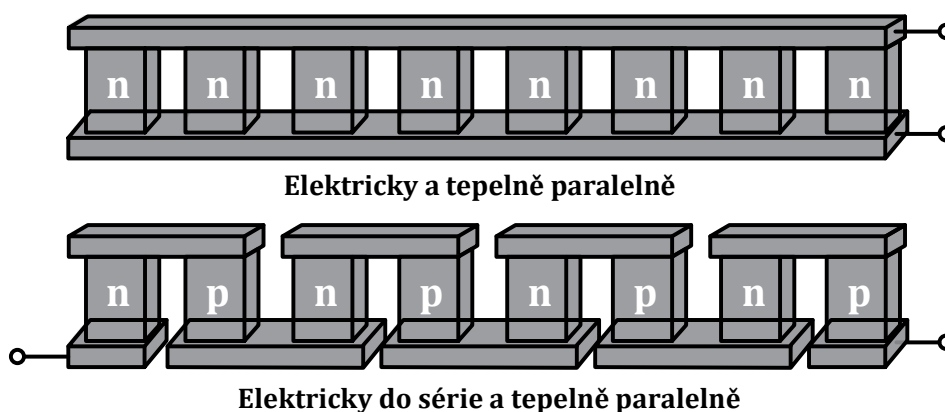 n n n n n n n n
Elektricky a tepelně paralelně
n p n p n p n p
Elektricky do série a tepelně paralelně